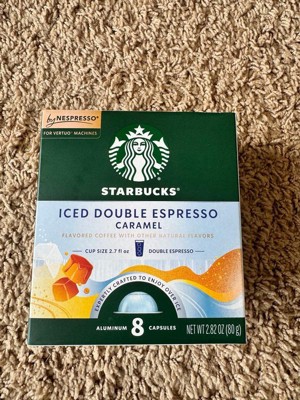 by NESPRESSO®
FOR VERTUO® MACHINES
STARBUCKS®
ICED DOUBLE ESPRESSO
CARAMEL
FLAVORED COFFEE WITH OTHER NATURAL FLAVORS
CUP SIZE 2.7 fl oz DOUBLE ESPRESSO
EXPERTLY CRAFTED TO ENJOY OVER ICE
ALUMINUM 8 CAPSULES
NET WT 2.82 OZ (80g)